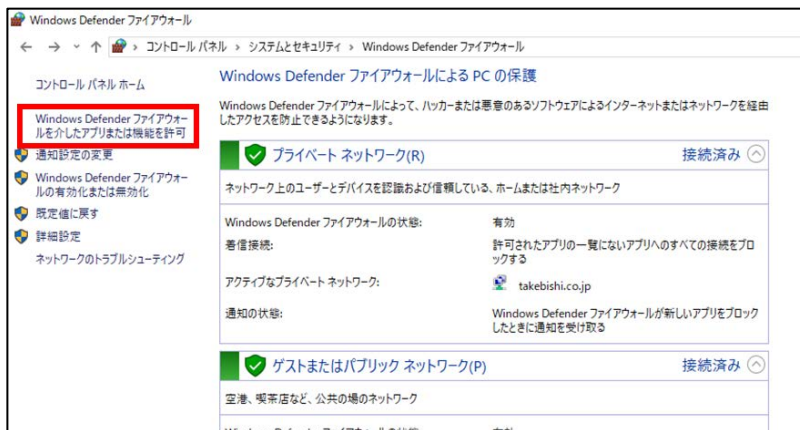 Windows Defender ファイアウォール
コントロール パネル › システムとセキュリティ › Windows Defender ファイアウォール
コントロール パネル ホーム
Windows Defender ファイアウォー
ルを介したアプリまたは機能を許可
通知設定の変更
Windows Defender ファイアウォー
ルの有効化または無効化
既定値に戻す
詳細設定
ネットワークのトラブルシューティング
Windows Defender ファイアウォールによる PC の保護
Windows Defender ファイアウォールによって、ハッカーまたは悪意のあるソフトウェアによるインターネットまたはネットワークを経由
したアクセスを防止できるようになります。
プライベート ネットワーク(R) 接続済み
ネットワーク上のユーザーとデバイスを認識および信頼している、ホームまたは社内ネットワーク
Windows Defender ファイアウォールの状態: 有効
着信接続: 許可されたアプリの一覧にないアプリへのすべての接続をブロ
ックする
アクティブなプライベート ネットワーク: takebishi.co.jp
通知の状態: Windows Defender ファイアウォールが新しいアプリをブロック
したときに通知を受け取る
ゲストまたはパブリック ネットワーク(P) 接続済み
空港、喫茶店など、公共の場のネットワーク